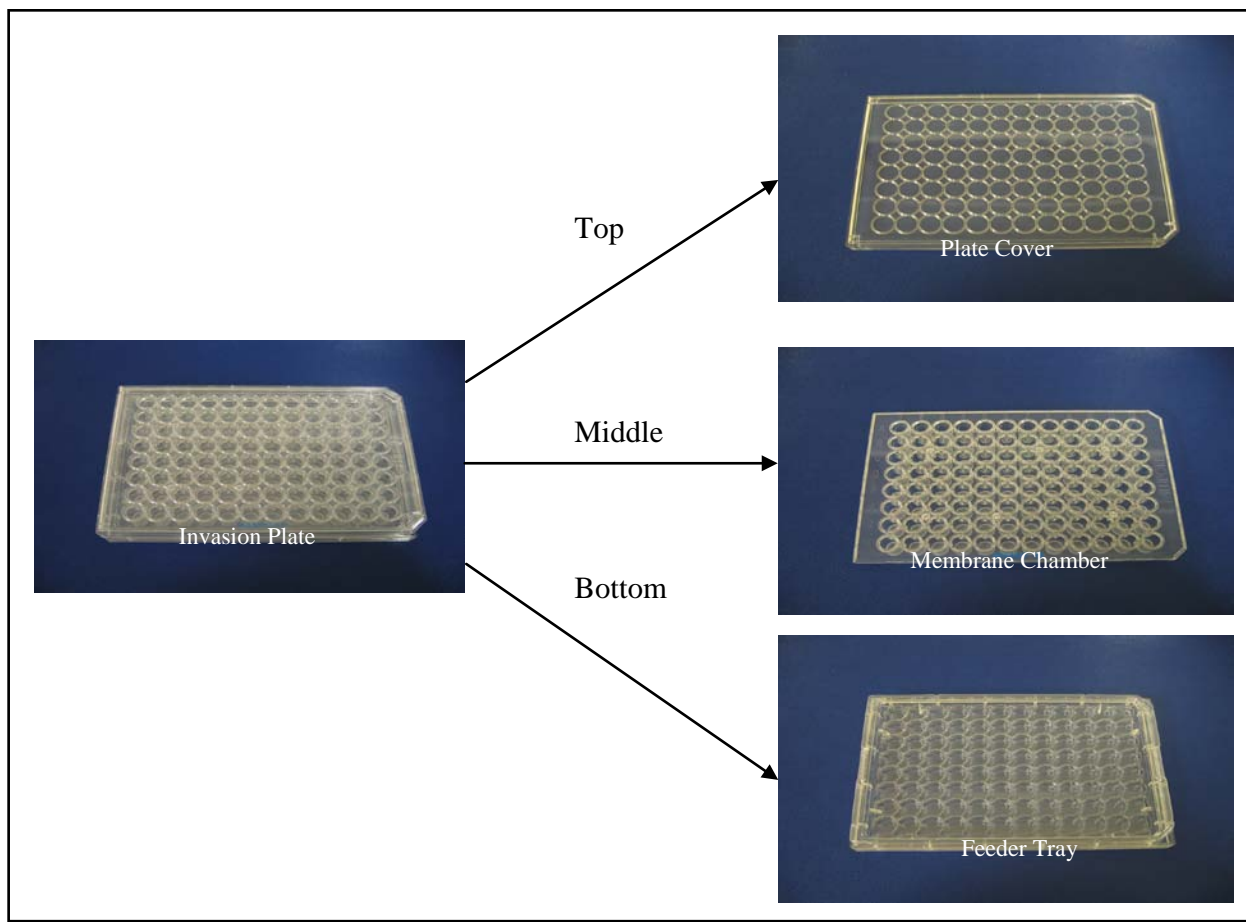 Top
Plate Cover
Invasion Plate
Middle
Membrane Chamber
Bottom
Feeder Tray